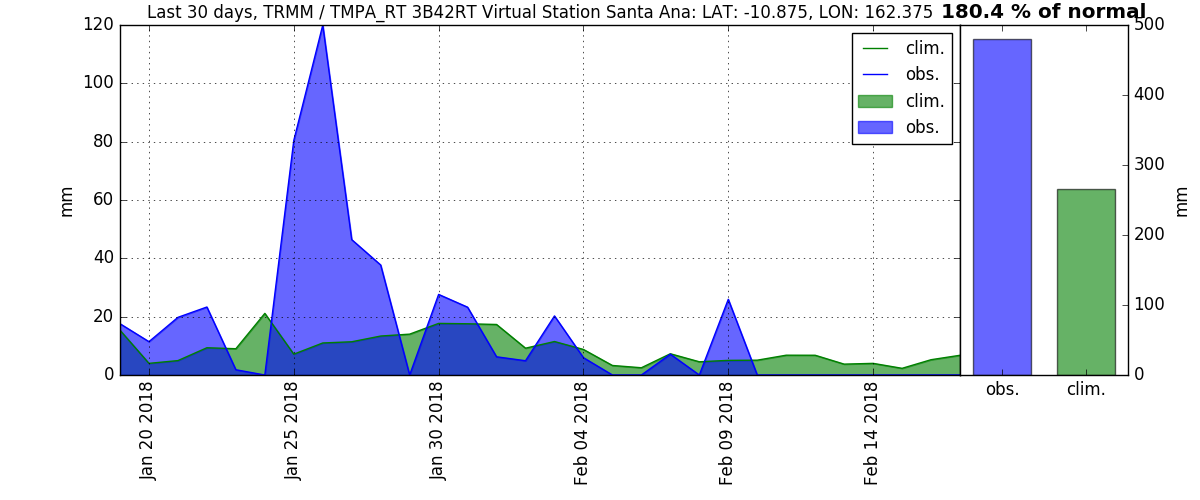 Last 30 days, TRMM / TMPA_RT 3B42RT Virtual Station Santa Ana: LAT: -10.875, LON: 162.375
180.4 % of normal
120
100
80
60
40
20
0
mm
clim.
obs.
clim.
obs.
Jan 20 2018
Jan 25 2018
Jan 30 2018
Feb 04 2018
Feb 09 2018
Feb 14 2018
500
400
300
200
100
0
mm
obs.
clim.